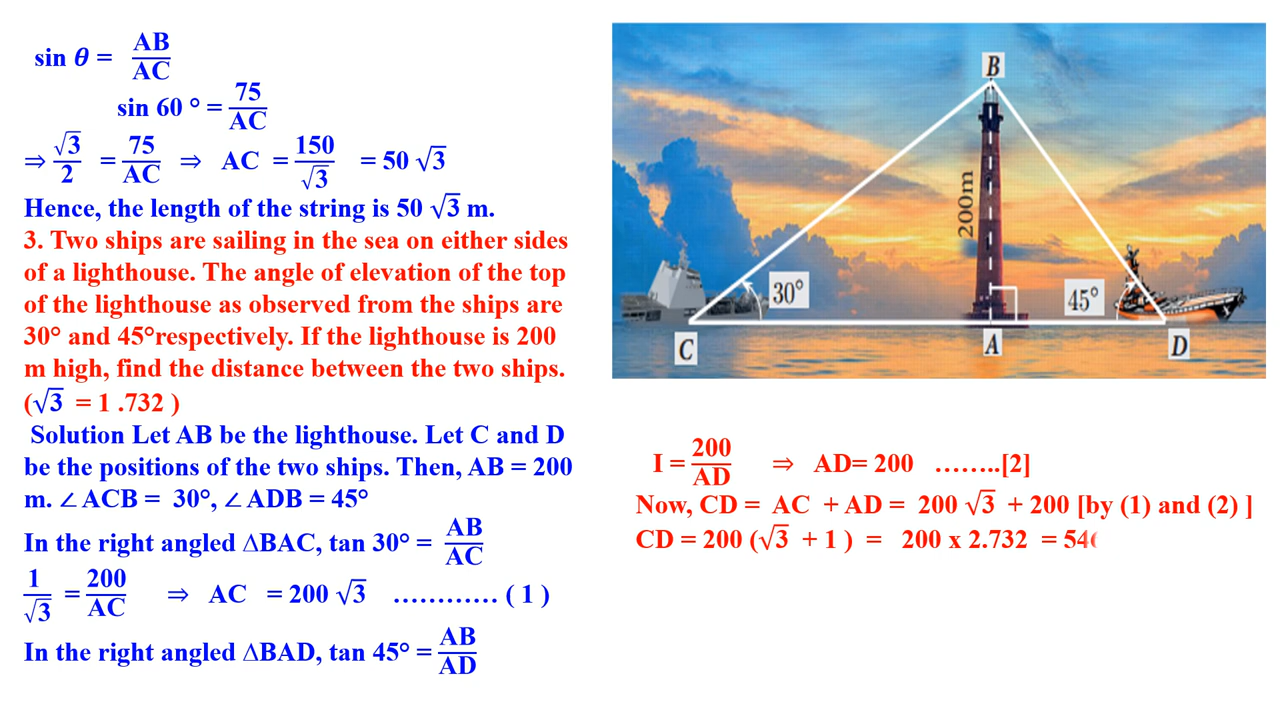 sin θ = AB/AC
sin 60 ° = 75/AC
⇒ √3/2 = 75/AC ⇒ AC = 150/√3 = 50 √3
Hence, the length of the string is 50 √3 m.
3. Two ships are sailing in the sea on either sides
of a lighthouse. The angle of elevation of the top
of the lighthouse as observed from the ships are
30° and 45°respectively. If the lighthouse is 200
m high, find the distance between the two ships.
(√3 = 1 .732 )
Solution Let AB be the lighthouse. Let C and D
be the positions of the two ships. Then, AB = 200
m. ∠ ACB = 30°, ∠ ADB = 45°
In the right angled ∆BAC, tan 30° = AB/AC
1/√3 = 200/AC ⇒ AC = 200 √3 ………… ( 1 )
In the right angled ∆BAD, tan 45° = AB/AD
B
200m
30°
45°
C
A
D
I = 200/AD ⇒ AD= 200 ……..[2]
Now, CD = AC + AD = 200 √3 + 200 [by (1) and (2) ]
CD = 200 (√3 + 1 ) = 200 x 2.732 = 54